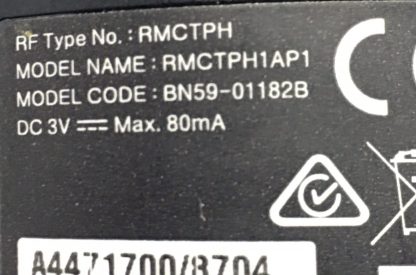 RF Type No. : RMCTPH
MODEL NAME : RMCTPH1AP1
MODEL CODE : BN59-01182B
DC 3V ⎓ Max. 80mA